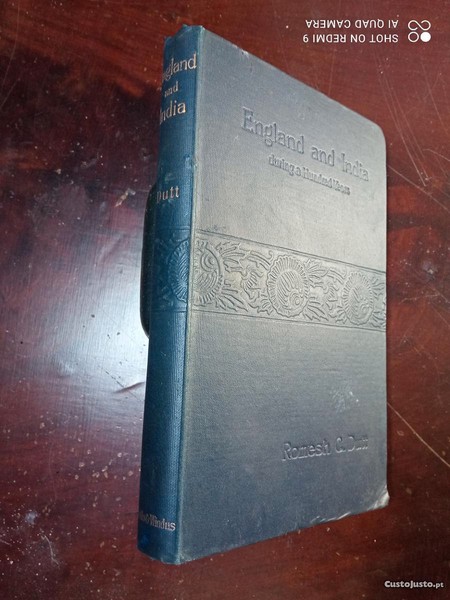 SHOT ON REDMI 9
AI QUAD CAMERA
England
and
India
Dutt
England and India
during a Hundred Years
Romesh C. Dutt
CustoJusto.pt